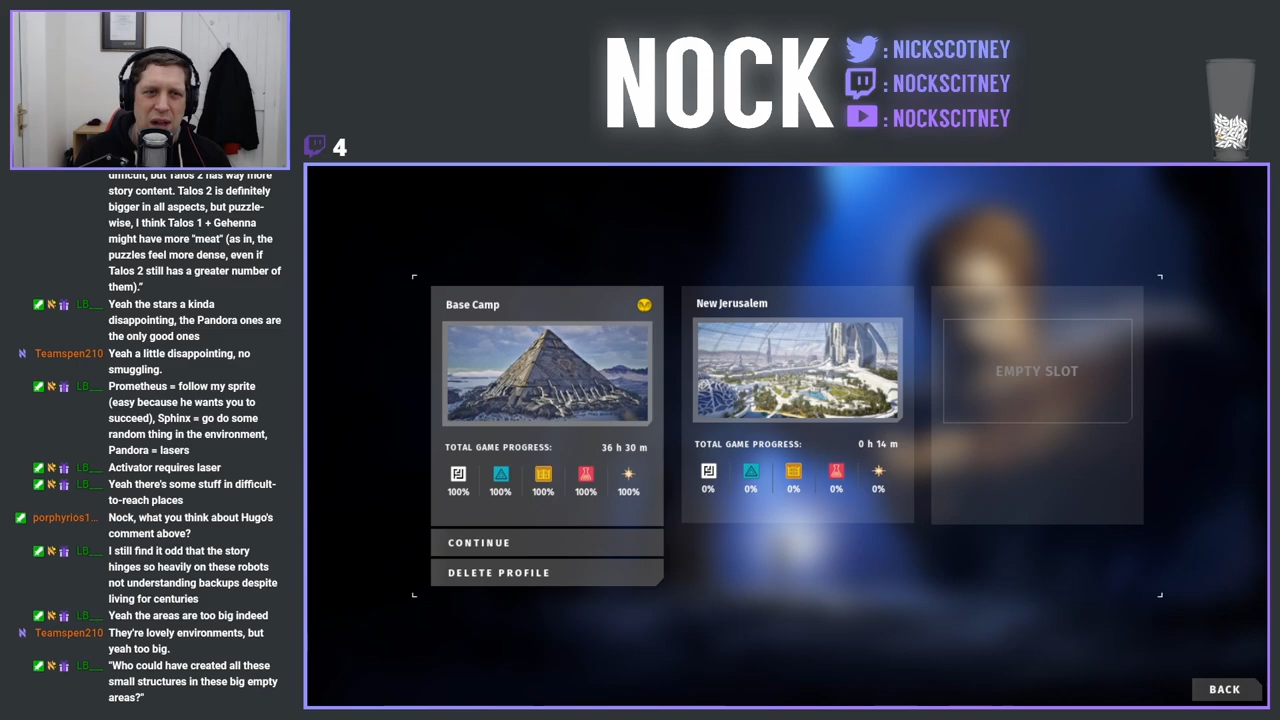 NOCK
: NICKSCOTNEY
: NOCKSCITNEY
: NOCKSCITNEY
4
difficult, but Talos 2 has way more
story content. Talos 2 is definitely
bigger in all aspects, but puzzle-
wise, I think Talos 1 + Gehenna
might have more "meat" (as in, the
puzzles feel more dense, even if
Talos 2 still has a greater number of
them)."
LB__ Yeah the stars a kinda
disappointing, the Pandora ones are
the only good ones
Teamspen210 Yeah a little disappointing, no
smuggling.
LB__ Prometheus = follow my sprite
(easy because he wants you to
succeed), Sphinx = go do some
random thing in the environment,
Pandora = lasers
LB__ Activator requires laser
LB__ Yeah there's some stuff in difficult-
to-reach places
porphyrios1... Nock, what you think about Hugo's
comment above?
LB__ I still find it odd that the story
hinges so heavily on these robots
not understanding backups despite
living for centuries
LB__ Yeah the areas are too big indeed
Teamspen210 They're lovely environments, but
yeah too big.
LB__ "Who could have created all these
small structures in these big empty
areas?"
Base Camp
TOTAL GAME PROGRESS: 36 h 30 m
100% 100% 100% 100% 100%
CONTINUE
DELETE PROFILE
New Jerusalem
TOTAL GAME PROGRESS: 0 h 14 m
0% 0% 0% 0% 0%
EMPTY SLOT
BACK